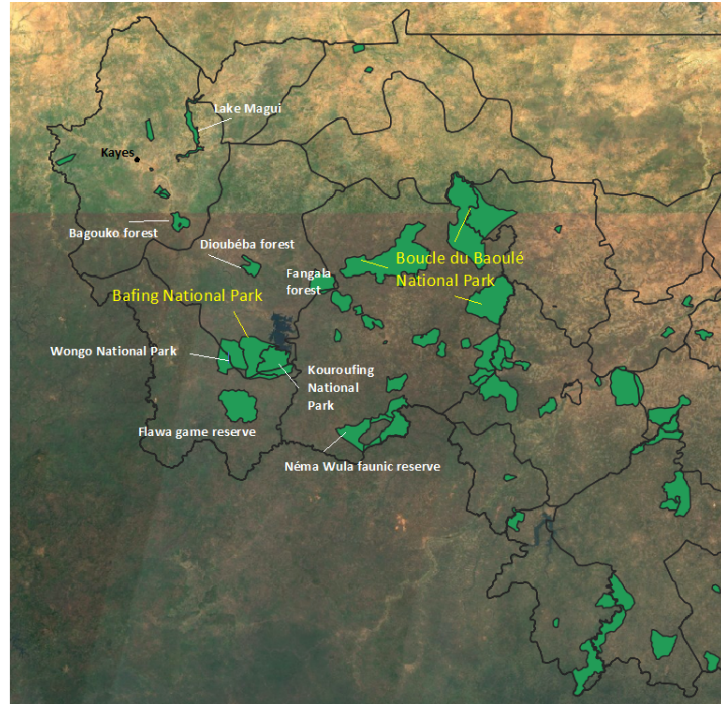 Lake Magui
Kayes
Bagouko forest
Dioubéba forest
Boucle du Baoulé
National Park
Fangala
forest
Bafing National Park
Wongo National Park
Kouroufing
National
Park
Flawa game reserve
Néma Wula faunic reserve